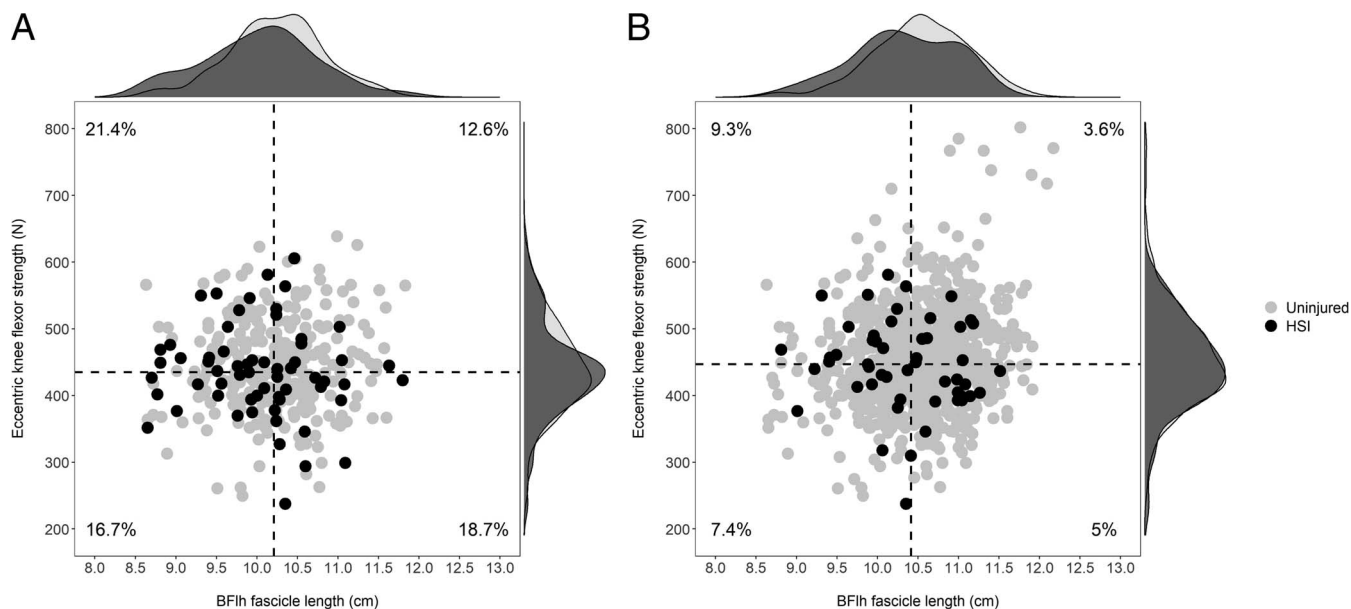 A
B
21.4%
12.6%
9.3%
3.6%
800
700
600
500
400
300
200
Eccentric knee flexor strength (N)
16.7%
18.7%
8.0 8.5 9.0 9.5 10.0 10.5 11.0 11.5 12.0 12.5 13.0
BFlh fascicle length (cm)
800
700
600
500
400
300
200
Eccentric knee flexor strength (N)
7.4%
5%
8.0 8.5 9.0 9.5 10.0 10.5 11.0 11.5 12.0 12.5 13.0
BFlh fascicle length (cm)
Uninjured
HSI